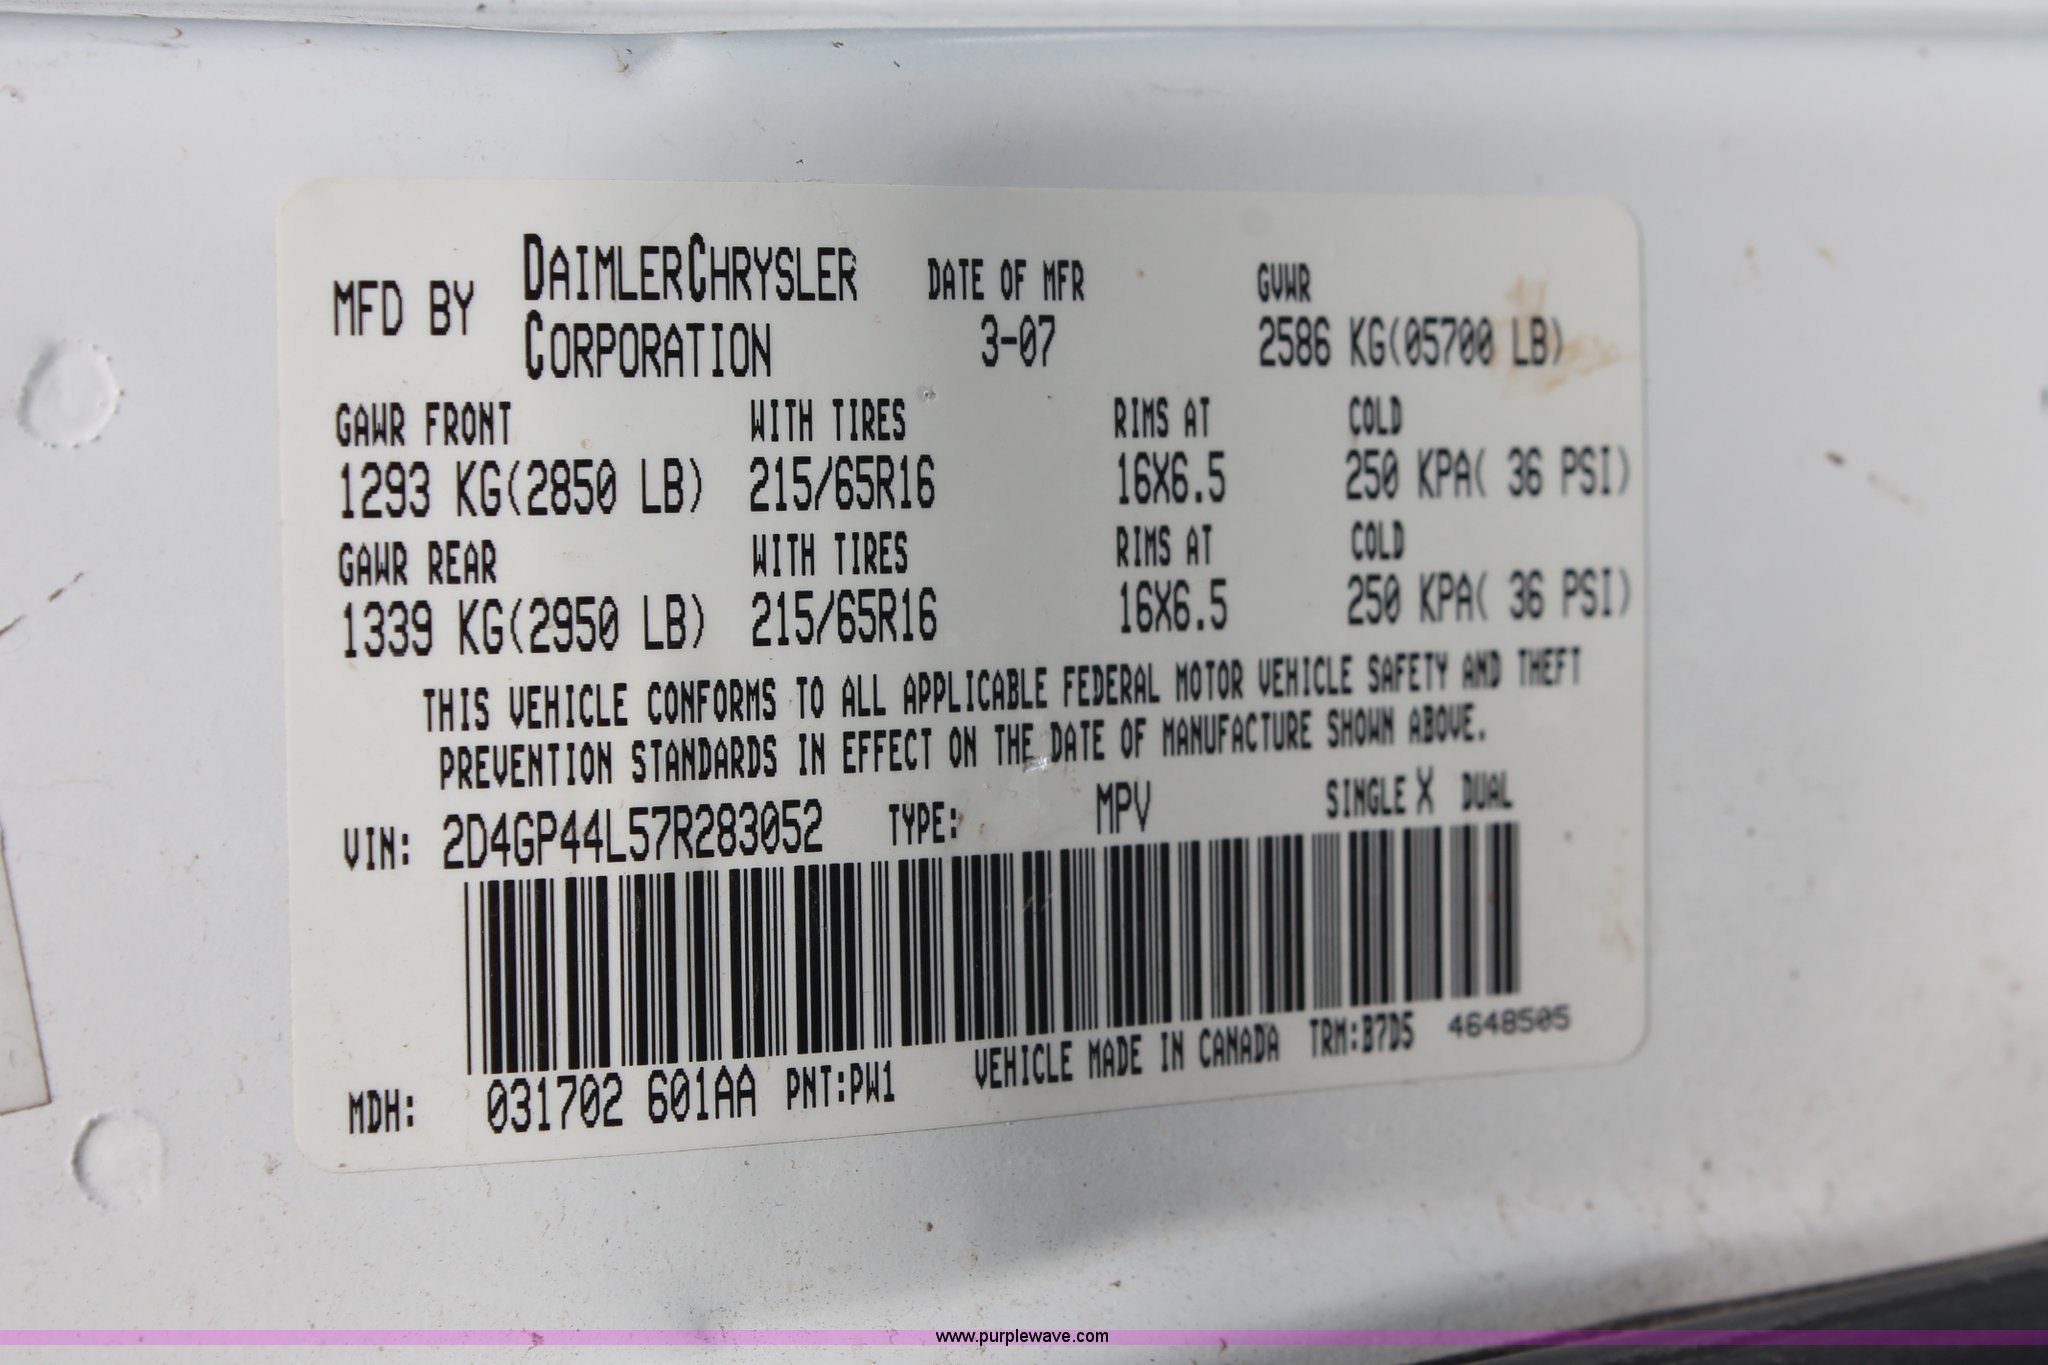 MFD BY DAIMLERCHRYSLER CORPORATION DATE OF MFR 3-07 GVWR 2586 KG(05700 LB)
GAWR FRONT WITH TIRES RIMS AT COLD
1293 KG(2850 LB) 215/65R16 16X6.5 250 KPA( 36 PSI)
GAWR REAR WITH TIRES RIMS AT COLD
1339 KG(2950 LB) 215/65R16 16X6.5 250 KPA( 36 PSI)
THIS VEHICLE CONFORMS TO ALL APPLICABLE FEDERAL MOTOR VEHICLE SAFETY AND THEFT
PREVENTION STANDARDS IN EFFECT ON THE DATE OF MANUFACTURE SHOWN ABOVE.
VIN: 2D4GP44L57R283052 TYPE: MPV SINGLE X DUAL
MDH: 031702 601AA PNT:PW1 VEHICLE MADE IN CANADA TRM:B7D5 4648505
www.purplewave.com